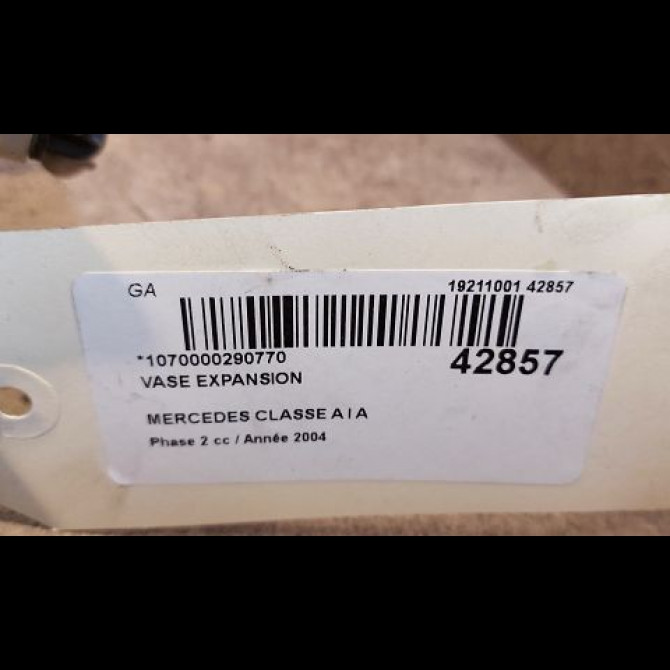 GA 19211001 42857
*1070000290770 42857
VASE EXPANSION
MERCEDES CLASSE A I A
Phase 2 cc / Année 2004